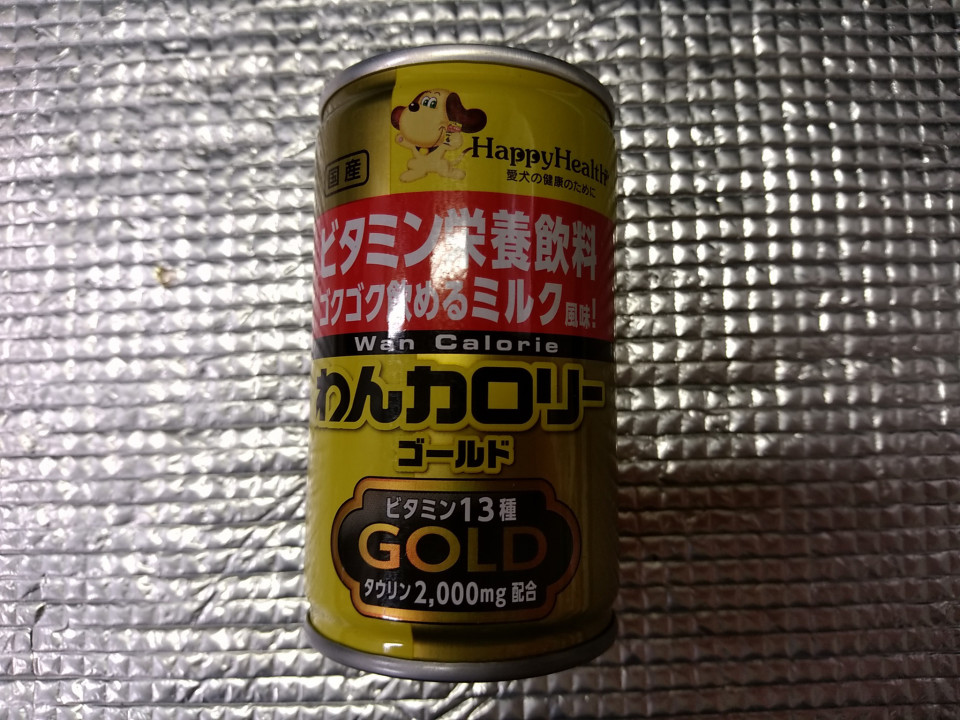 HappyHealth
愛犬の健康のために
国産
ビタミン栄養飲料
ゴクゴク飲めるミルク風味!
Wan Calorie
わんカロリー
ゴールド
ビタミン13種
GOLD
タウリン2,000mg配合